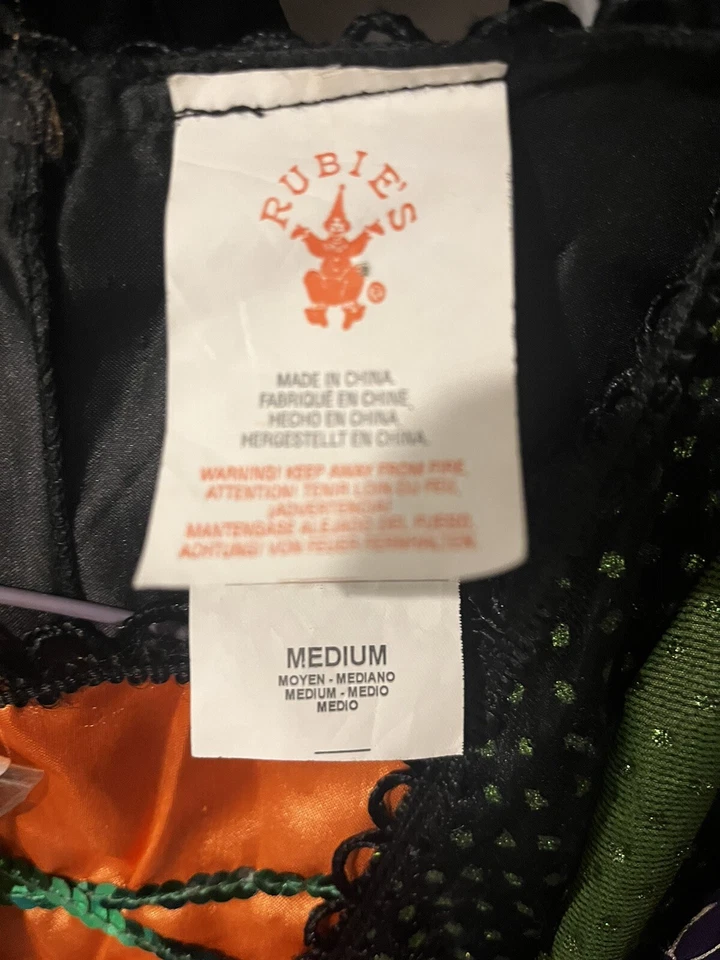 RUBIE'S
®
MADE IN CHINA.
FABRIQUÉ EN CHINE.
HECHO EN CHINA.
HERGESTELLT EN CHINA.
WARNING! KEEP AWAY FROM FIRE.
ATTENTION! TENIR LOIN DU FEU.
¡ADVERTENCIA!
MANTENGASE ALEJADO DEL FUEGO.
ACHTUNG! VON FEUER FERNHALTEN.
MEDIUM
MOYEN - MEDIANO
MEDIUM - MEDIO
MEDIO